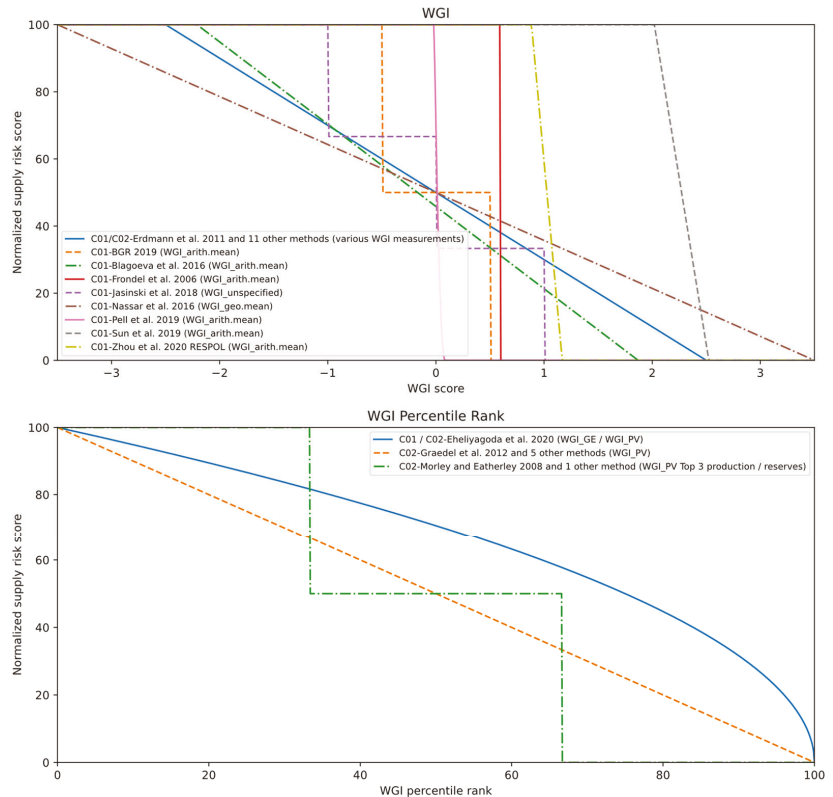 WGI
Normalized supply risk score
100
80
60
40
20
0
C01/C02-Erdmann et al. 2011 and 11 other methods (various WGI measurements)
C01-BGR 2019 (WGI_arith.mean)
C01-Blagoeva et al. 2016 (WGI_arith.mean)
C01-Frondel et al. 2006 (WGI_arith.mean)
C01-Jasinski et al. 2018 (WGI_unspecified)
C01-Nassar et al. 2016 (WGI_geo.mean)
C01-Pell et al. 2019 (WGI_arith.mean)
C01-Sun et al. 2019 (WGI_arith.mean)
C01-Zhou et al. 2020 RESPOL (WGI_arith.mean)
−3 −2 −1 0 1 2 3
WGI score
WGI Percentile Rank
Normalized supply risk score
100
80
60
40
20
0
C01 / C02-Eheliyagoda et al. 2020 (WGI_GE / WGI_PV)
C02-Graedel et al. 2012 and 5 other methods (WGI_PV)
C02-Morley and Eatherley 2008 and 1 other method (WGI_PV Top 3 production / reserves)
0 20 40 60 80 100
WGI percentile rank